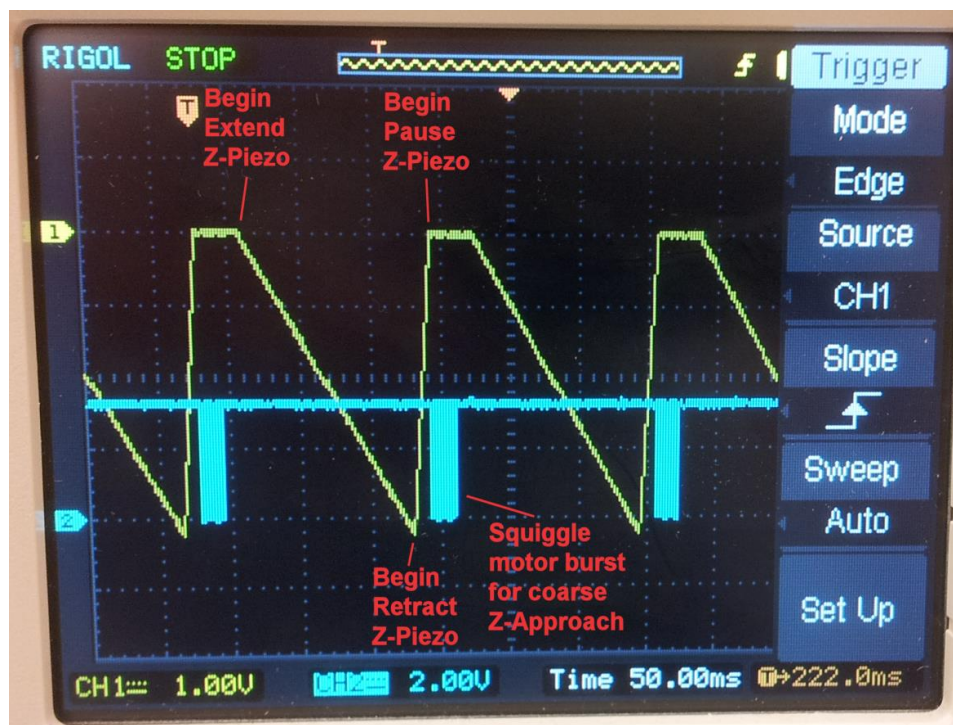 RIGOL STOP
T
Trigger
Mode
Edge
Source
CH1
Slope
Sweep
Auto
Set Up
T
Begin
Extend
Z-Piezo
Begin
Pause
Z-Piezo
1
2
Begin
Retract
Z-Piezo
Squiggle
motor burst
for coarse
Z-Approach
CH1 1.00V CH2 2.00V Time 50.00ms T→222.0ms